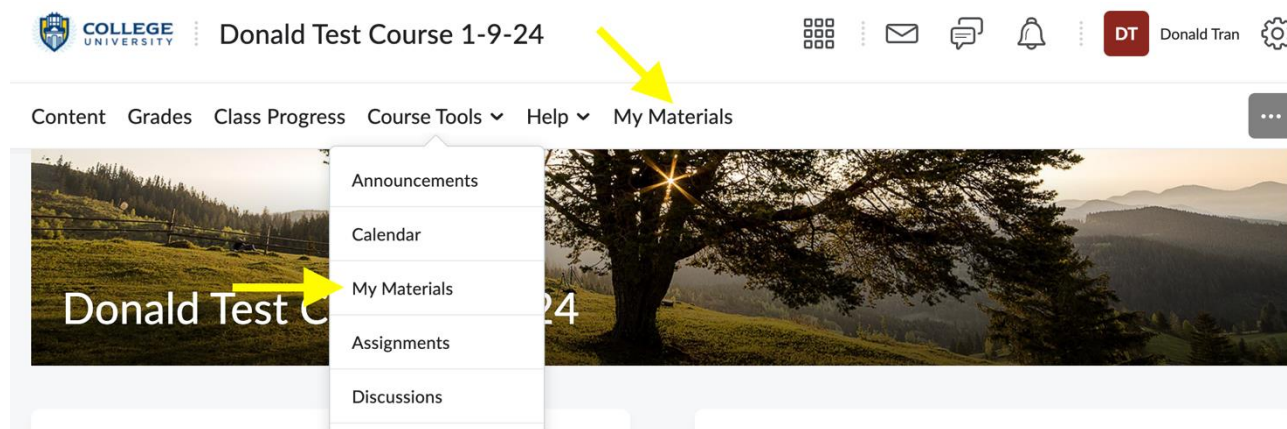 COLLEGE
UNIVERSITY
Donald Test Course 1-9-24
DT
Donald Tran
Content Grades Class Progress Course Tools Help My Materials
Announcements
Calendar
My Materials
Assignments
Discussions
Donald Test C
24